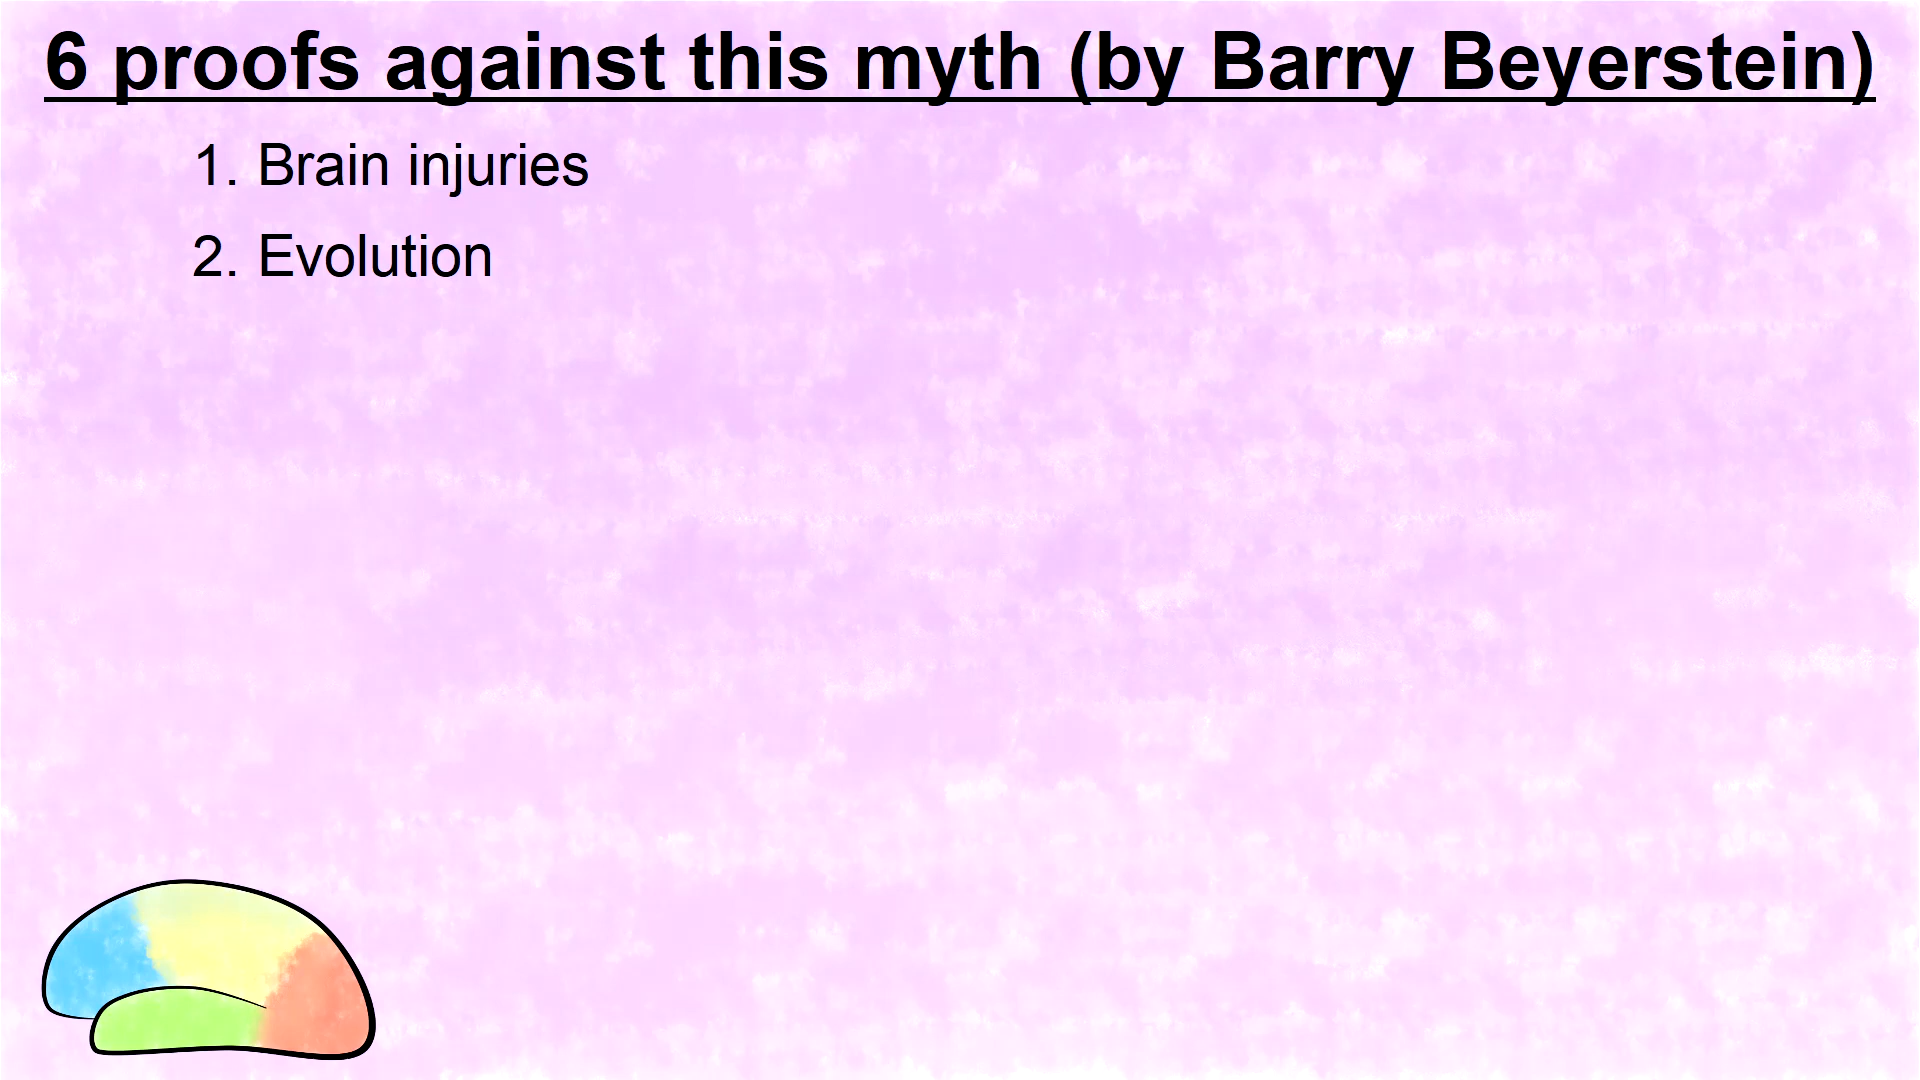 6 proofs against this myth (by Barry Beyerstein)
1. Brain injuries
2. Evolution